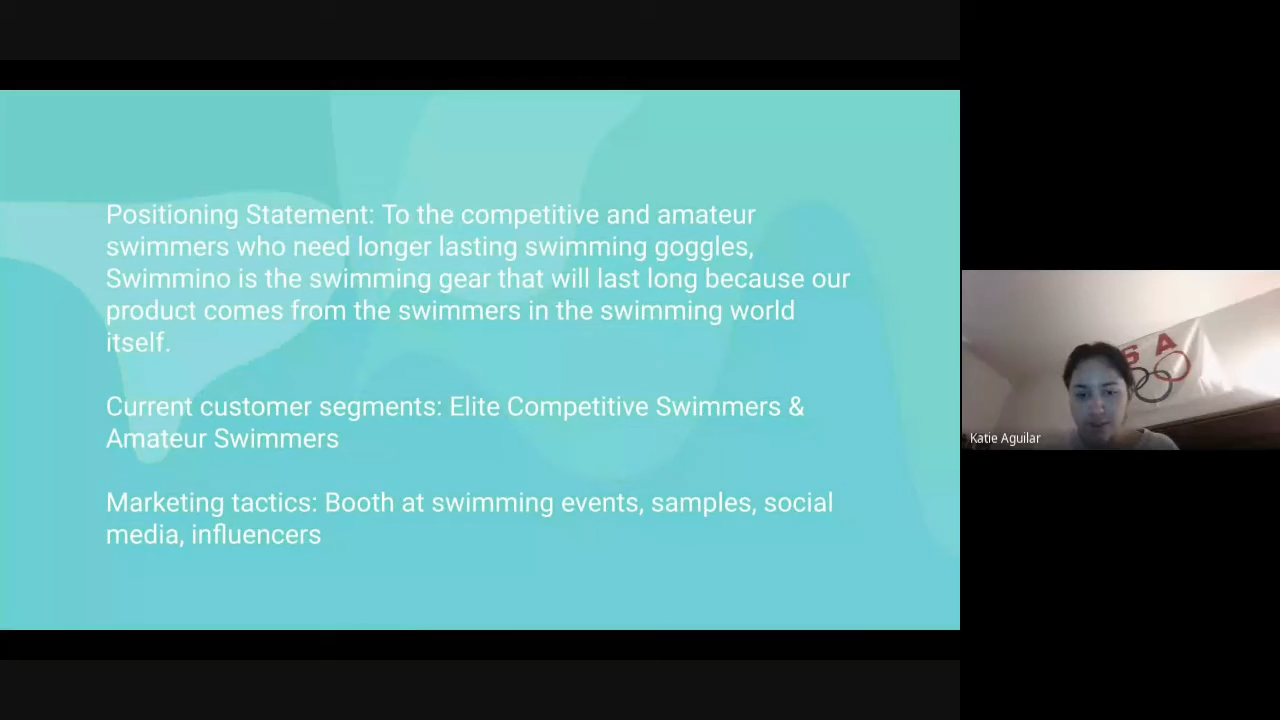 Positioning Statement: To the competitive and amateur
swimmers who need longer lasting swimming goggles,
Swimmino is the swimming gear that will last long because our
product comes from the swimmers in the swimming world
itself.
Current customer segments: Elite Competitive Swimmers &
Amateur Swimmers
Marketing tactics: Booth at swimming events, samples, social
media, influencers
S A
Katie Aguilar